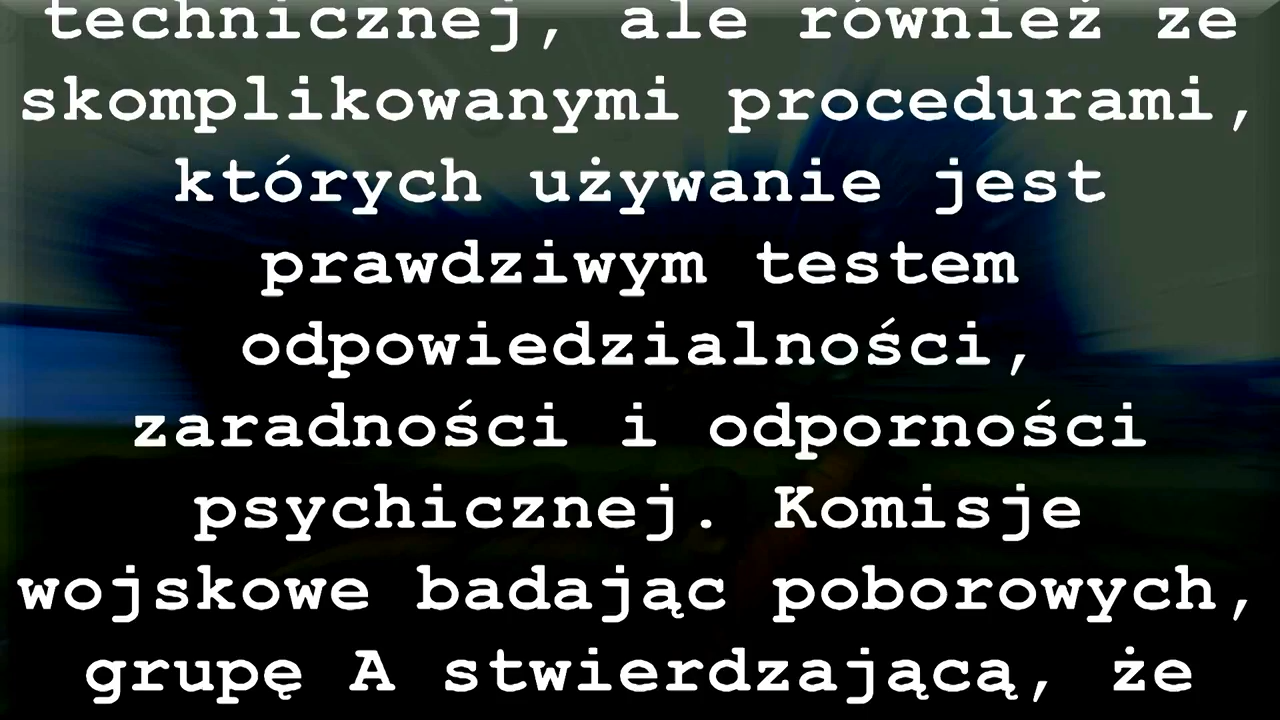 technicznej, ale również ze
skomplikowanymi procedurami,
których używanie jest
prawdziwym testem
odpowiedzialności,
zaradności i odporności
psychicznej. Komisje
wojskowe badając poborowych,
grupę A stwierdzającą, że